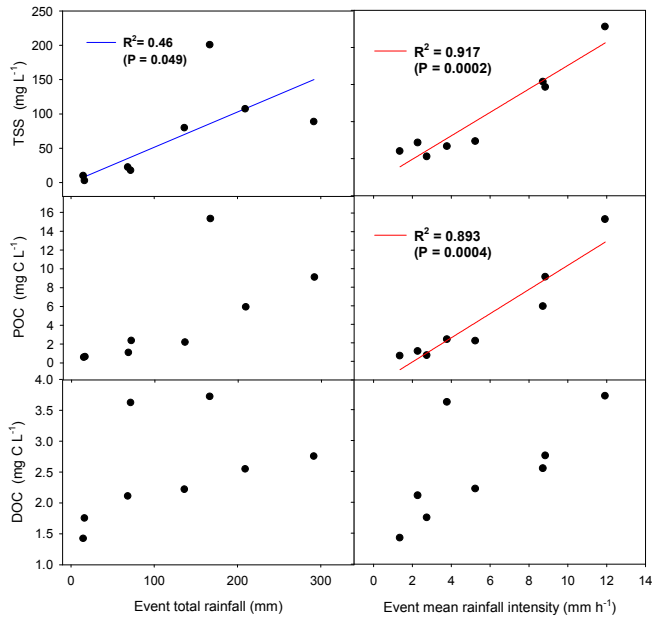 250
200
150
100
50
0
TSS (mg L⁻¹)
R²= 0.46
(P = 0.049)
R² = 0.917
(P = 0.0002)
16
14
12
10
8
6
4
2
0
POC (mg C L⁻¹)
R² = 0.893
(P = 0.0004)
4.0
3.5
3.0
2.5
2.0
1.5
1.0
DOC (mg C L⁻¹)
0 100 200 300
0 2 4 6 8 10 12 14
Event total rainfall (mm)
Event mean rainfall intensity (mm h⁻¹)